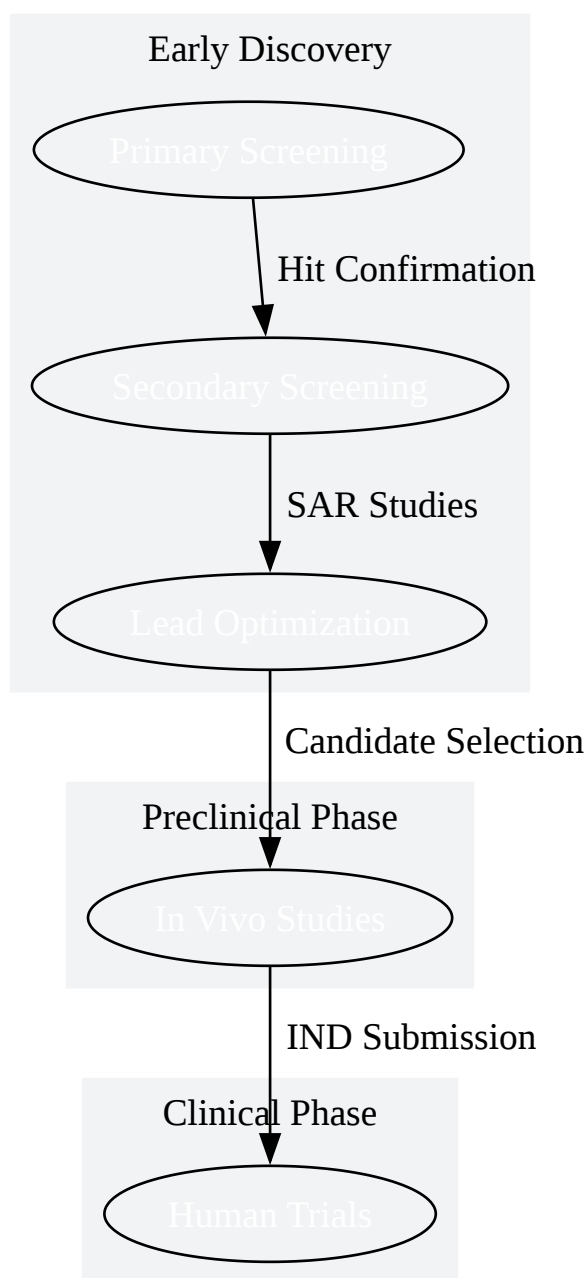 Early Discovery
Primary Screening
Hit Confirmation
Secondary Screening
SAR Studies
Lead Optimization
Candidate Selection
Preclinical Phase
In Vivo Studies
IND Submission
Clinical Phase
Human Trials